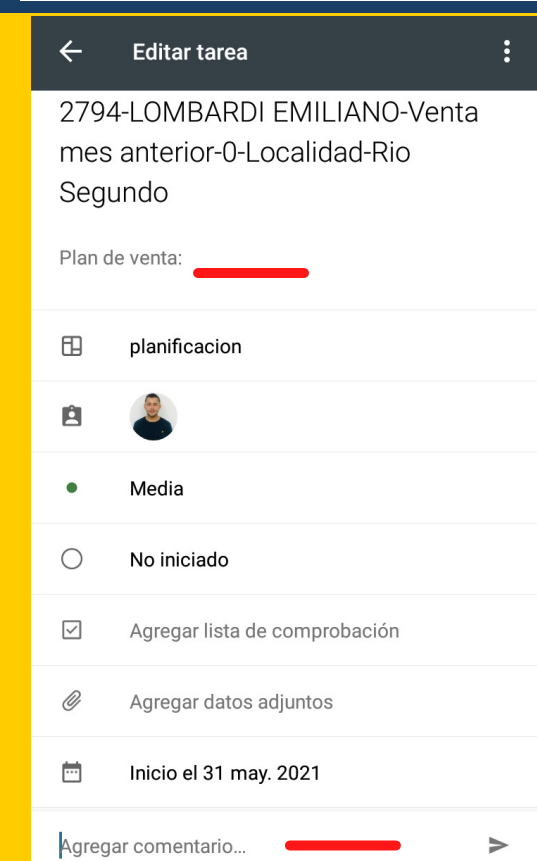 Editar tarea
2794-LOMBARDI EMILIANO-Venta
mes anterior-0-Localidad-Rio
Segundo
Plan de venta:
planificacion
Media
No iniciado
Agregar lista de comprobación
Agregar datos adjuntos
Inicio el 31 may. 2021
Agregar comentario...